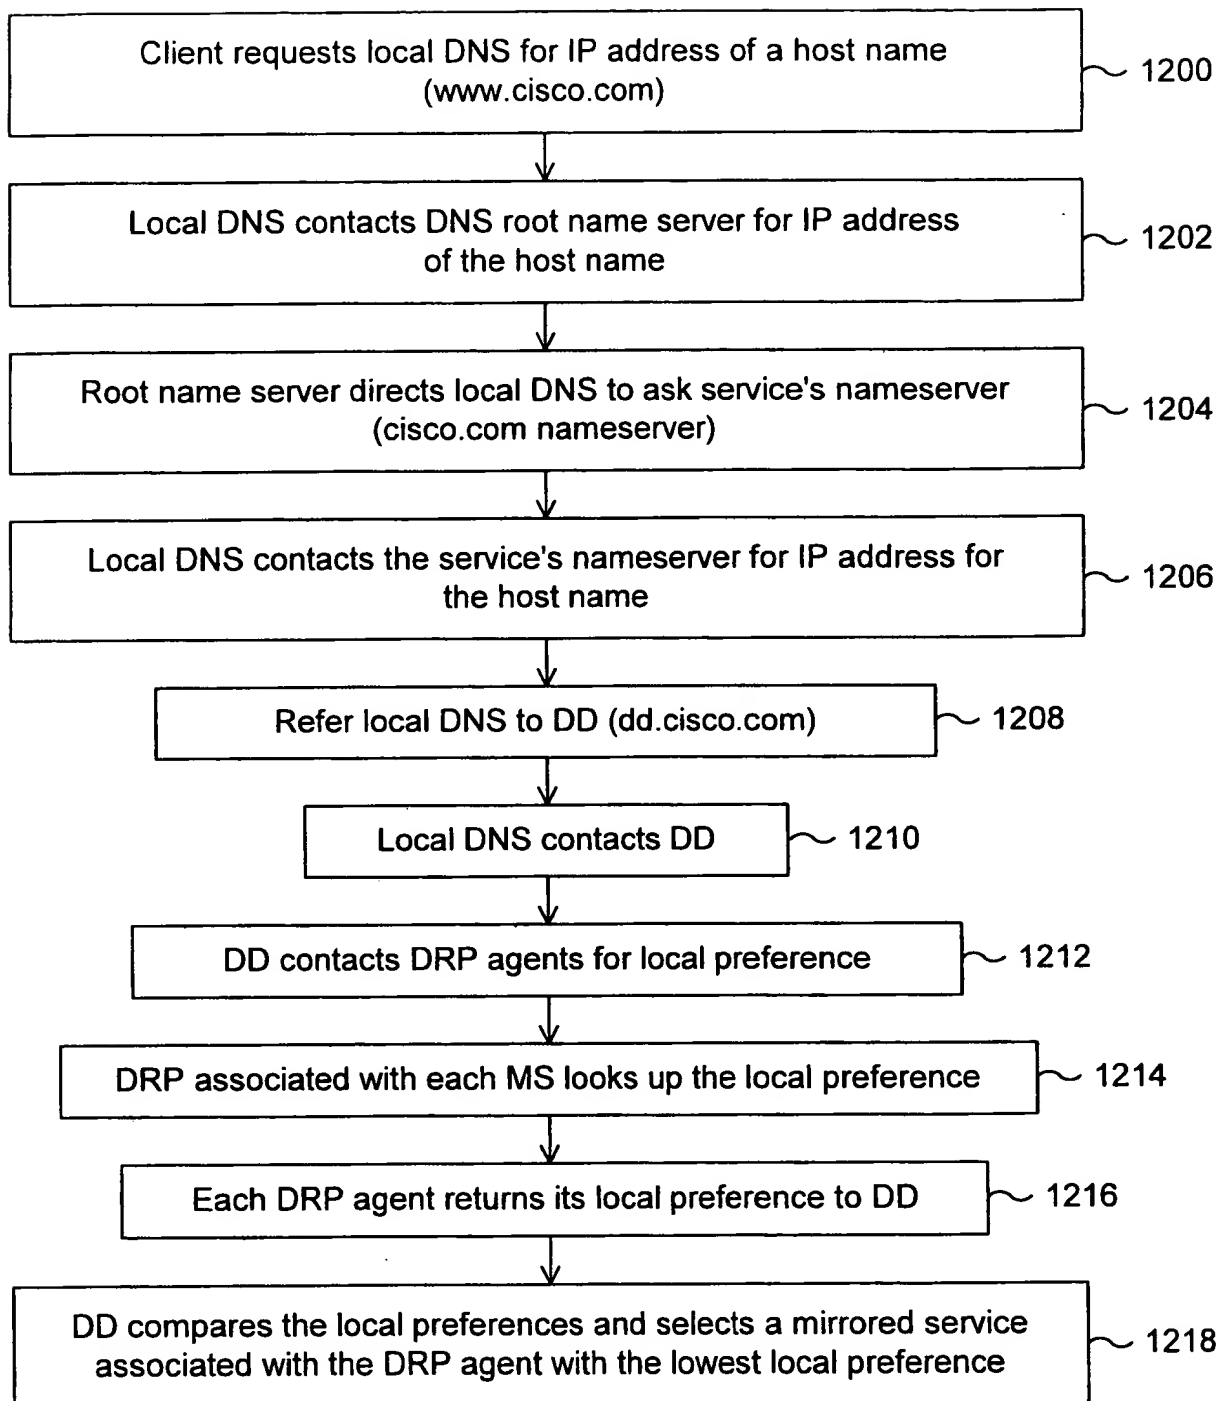 Client requests local DNS for IP address of a host name
(www.cisco.com)
1200
Local DNS contacts DNS root name server for IP address
of the host name
1202
Root name server directs local DNS to ask service's nameserver
(cisco.com nameserver)
1204
Local DNS contacts the service's nameserver for IP address for
the host name
1206
Refer local DNS to DD (dd.cisco.com)
1208
Local DNS contacts DD
1210
DD contacts DRP agents for local preference
1212
DRP associated with each MS looks up the local preference
1214
Each DRP agent returns its local preference to DD
1216
DD compares the local preferences and selects a mirrored service
associated with the DRP agent with the lowest local preference
1218